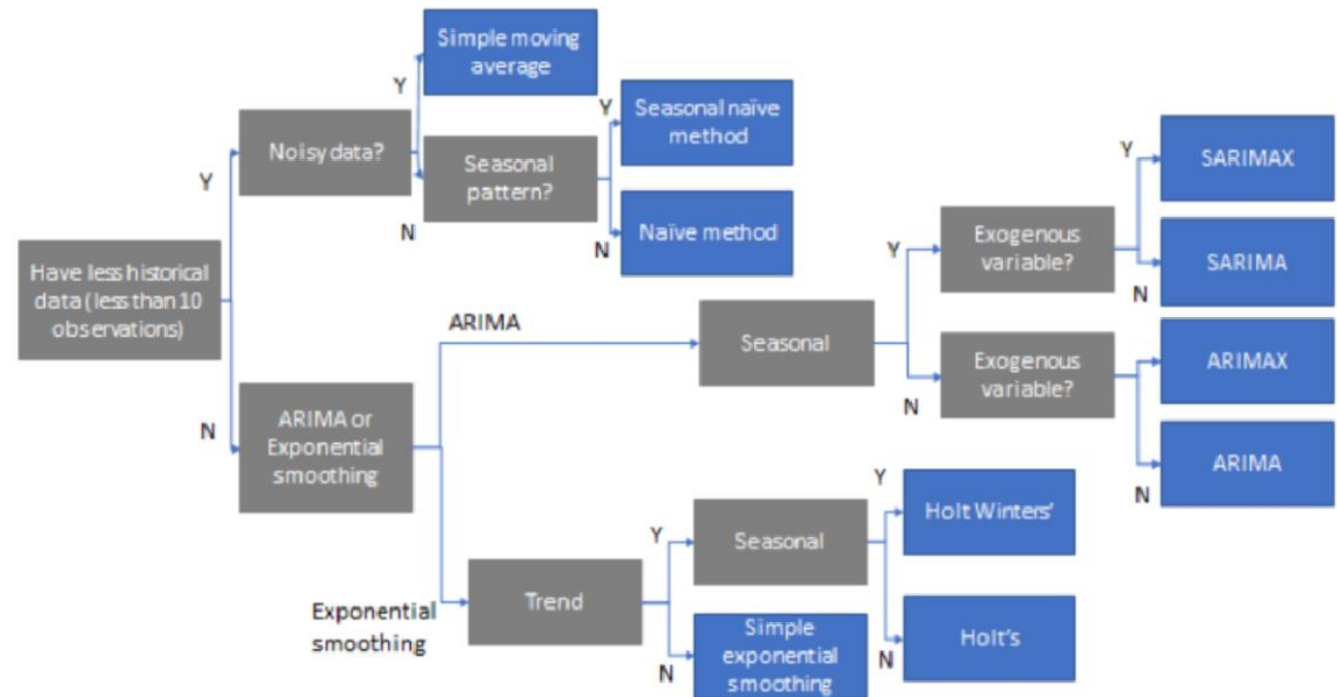 Simple moving
average
Y
Y
Seasonal naïve
method
Noisy data?
Seasonal
pattern?
Y
SARIMAX
Y
N
N
Naïve method
Y
Exogenous
variable?
SARIMA
N
Have less historical
data (less than 10
observations)
ARIMA
Seasonal
Exogenous
variable?
ARIMAX
N
N
ARIMA or
Exponential
smoothing
ARIMA
N
Y
Holt Winters'
Y
Seasonal
Exponential
smoothing
Trend
Simple
exponential
smoothing
N
N
Holt's